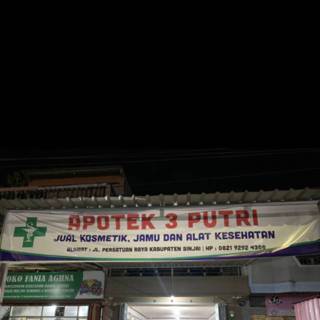 APOTEK 3 PUTRI
JUAL KOSMETIK, JAMU DAN ALAT KESEHATAN
ALAMAT : JL. PERSATUAN RAYA KABUPATEN SINJAI | HP : 0821 9292 4386
TOKO FANIA AGHNA